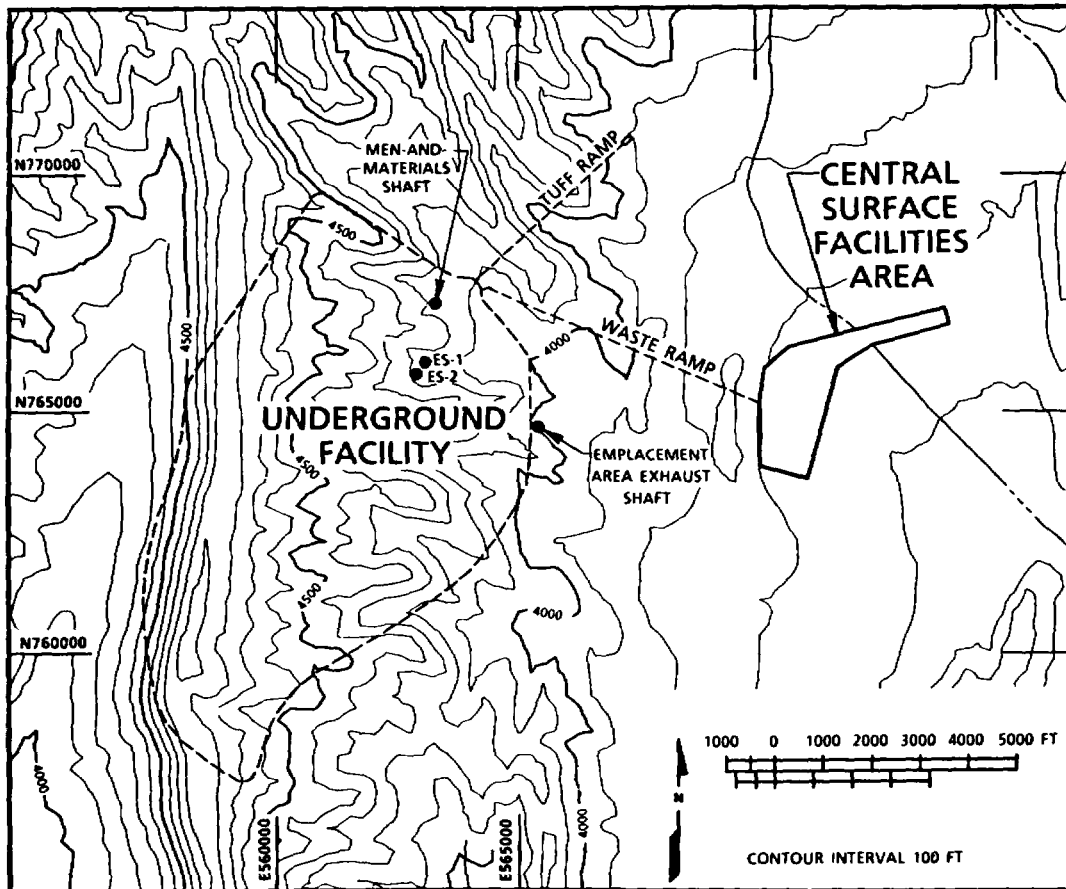 N770000
MEN-AND-
MATERIALS
SHAFT
TUFF RAMP
CENTRAL
SURFACE
FACILITIES
AREA
4500
4500
WASTE RAMP
4000
ES-1
ES-2
N765000
UNDERGROUND
FACILITY
4500
EMPLACEMENT
AREA EXHAUST
SHAFT
4500
4000
N760000
1000 0 1000 2000 3000 4000 5000 FT
4000
N
E560000
E565000
4000
CONTOUR INTERVAL 100 FT